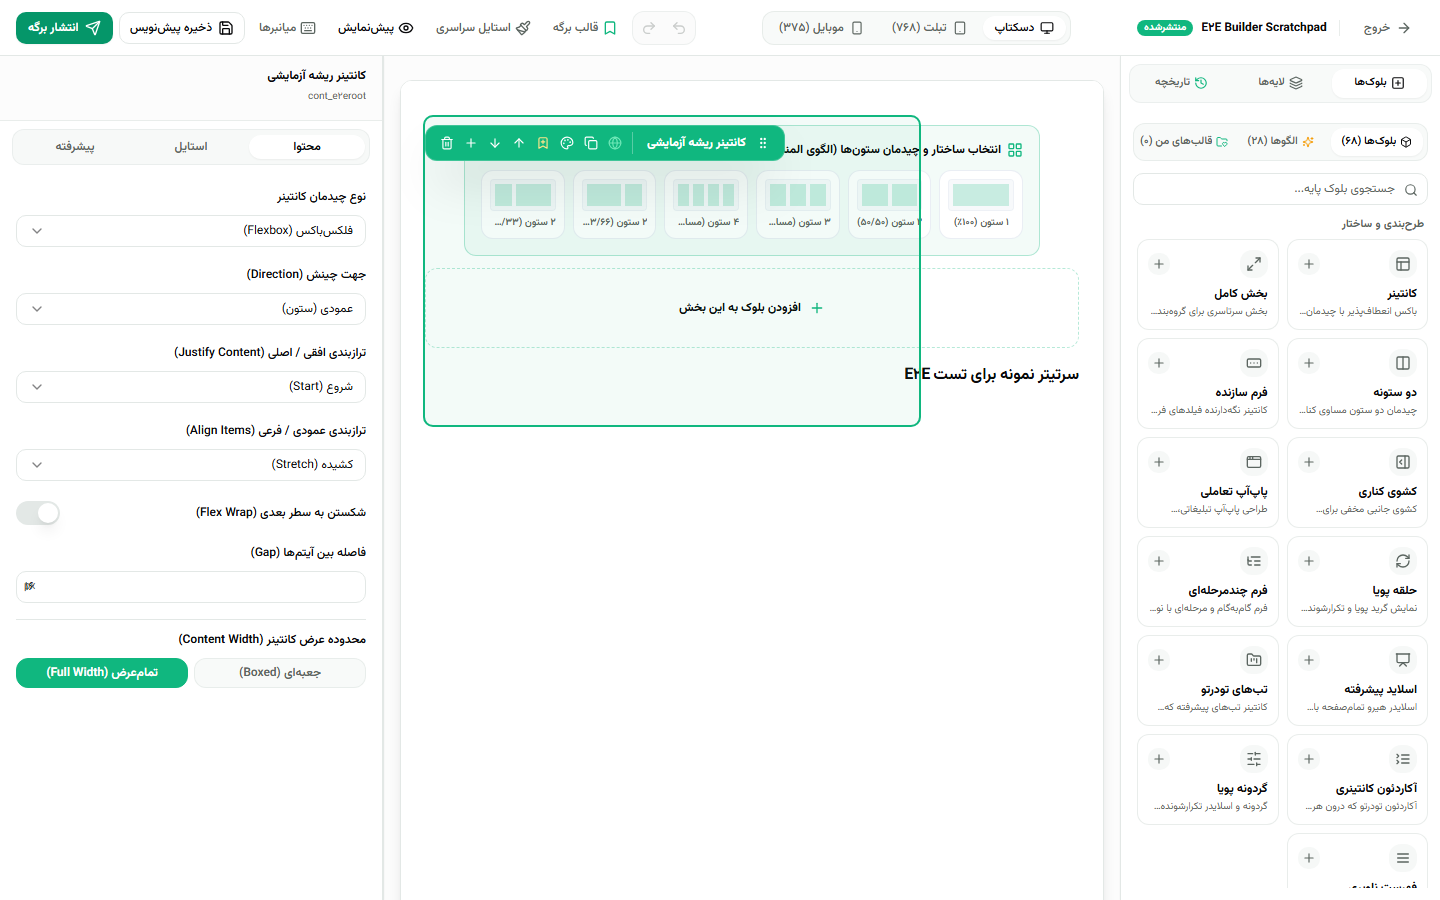 خروج
E۲E Builder Scratchpad
منتشرشده
دسکتاپ
تبلت (۷۶۸)
موبایل (۳۷۵)
قالب برگه
استایل سراسری
پیش‌نمایش
میانبرها
ذخیره پیش‌نویس
انتشار برگه
بلوک‌ها
لایه‌ها
تاریخچه
بلوک‌ها (۶۸)
الگوها (۲۸)
قالب‌های من (۰)
جستجوی بلوک پایه...
طرح‌بندی و ساختار
کانتینر
باکس انعطاف‌پذیر با چیدمان...
بخش کامل
بخش سرتاسری برای گروه‌بند...
دو ستونه
چیدمان دو ستون مساوی کنا...
فرم سازنده
کانتینر نگه‌دارنده فیلدهای فر...
کشوی کناری
کشوی جانبی مخفی برای...
پاپ‌آپ تعاملی
طراحی پاپ‌آپ تبلیغاتی،...
حلقه پویا
نمایش گرید پویا و تکرارشوند...
فرم چندمرحله‌ای
فرم گام‌به‌گام و مرحله‌ای با نو...
اسلاید پیشرفته
اسلایدر هیرو تمام‌صفحه با...
تب‌های تودرتو
کانتینر تب‌های پیشرفته که...
آکاردئون کانتینری
آکاردئون تودرتو که درون هر...
گردونه پویا
گردونه و اسلایدر تکرارشونده...
کانتینر ریشه آزمایشی
انتخاب ساختار و چیدمان ستون‌ها (الگوی المن
۱ ستون (۱۰۰٪)
۲ ستون (۵۰/۵۰)
۳ ستون (مسا...
۴ ستون (مسا...
۲ ستون (۳/۶۶...
۲ ستون (۳۳/...
افزودن بلوک به این بخش
سرتیتر نمونه برای تست E۲E
کانتینر ریشه آزمایشی
cont_e۲eroot
محتوا
استایل
پیشرفته
نوع چیدمان کانتینر
فلکس‌باکس (Flexbox)
جهت چینش (Direction)
عمودی (ستون)
ترازبندی افقی / اصلی (Justify Content)
شروع (Start)
ترازبندی عمودی / فرعی (Align Items)
کشیده (Stretch)
شکستن به سطر بعدی (Flex Wrap)
فاصله بین آیتم‌ها (Gap)
محدوده عرض کانتینر (Content Width)
جعبه‌ای (Boxed)
تمام‌عرض (Full Width)